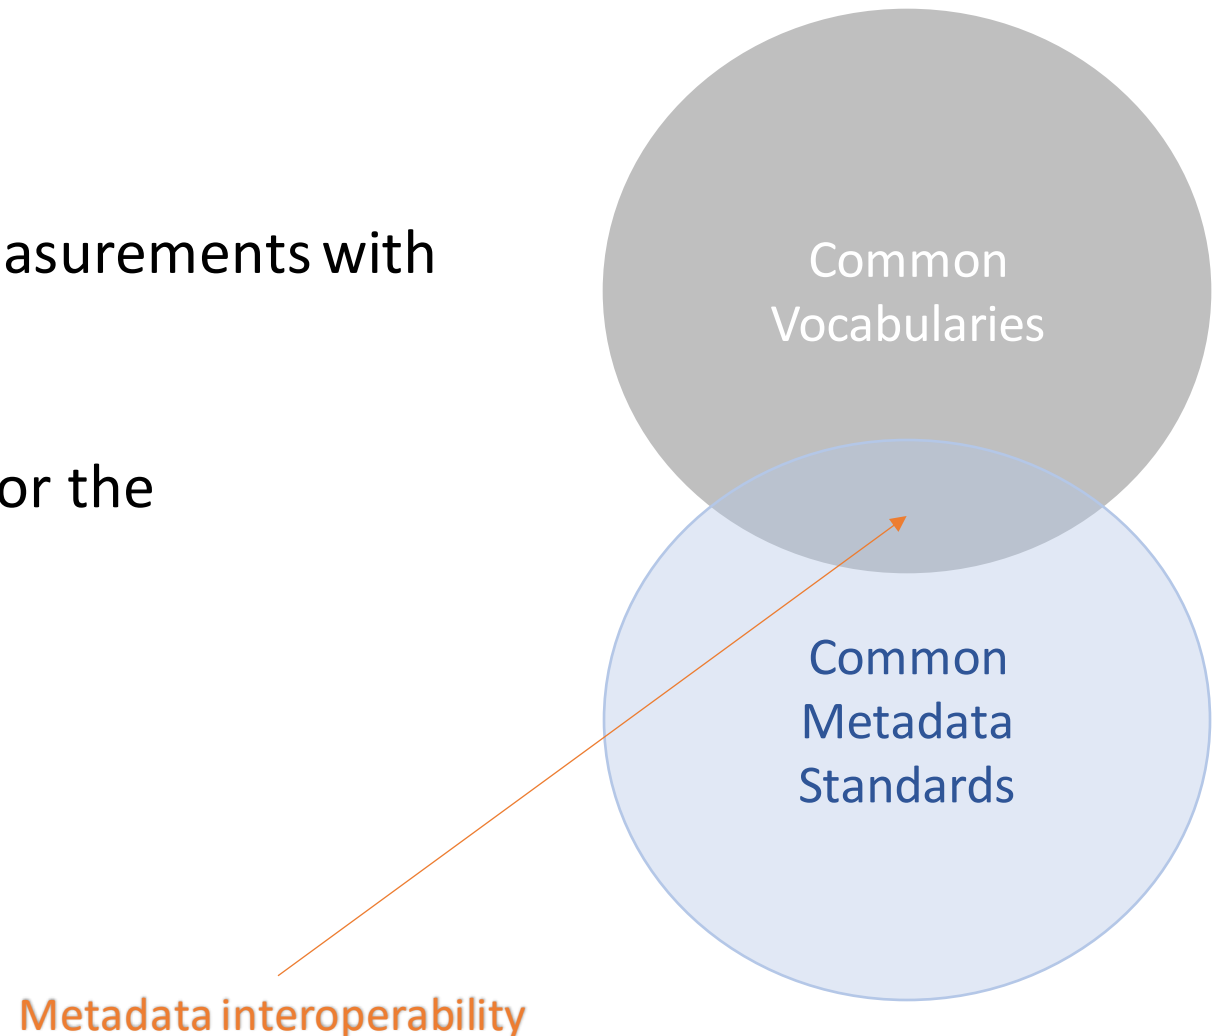 asurements with
or the
Common
Vocabularies
Common
Metadata
Standards
Metadata interoperability